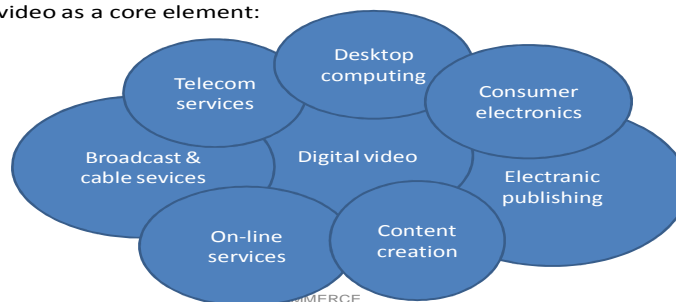 video as a core element:
Desktop
computing
Telecom
services
Consumer
electronics
Broadcast &
cable sevices
Digital video
Electranic
publishing
On-line
services
Content
creation
MMERCE